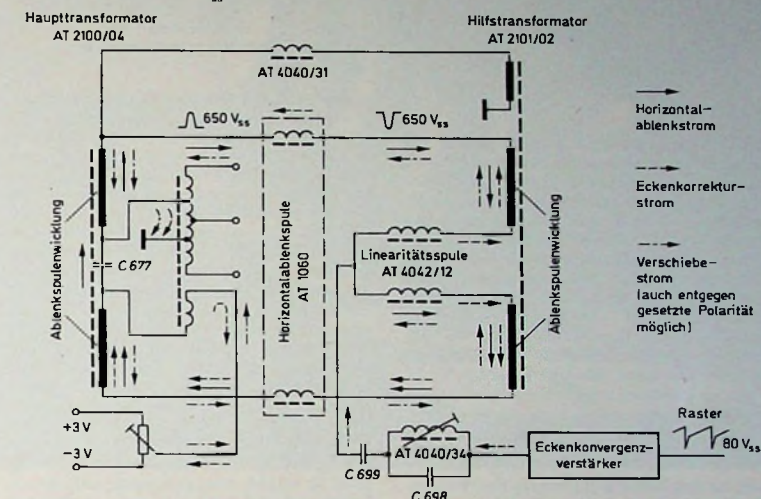 Haupttransformator
AT 2100/04
Hilfstransformator
AT 2101/02
AT 4040/31
650 Vss
650 Vss
Horizontal-
ablenkstrom
Eckenkorrektur-
strom
Verschiebe-
strom
(auch entgegen
gesetzte Polarität
möglich)
Ablenkspulenwicklung
C 677
Ablenkspulenwicklung
Horizontalablenkspule
AT 1060
Linearitätsspule
AT 4042/12
Ablenkspulenwicklung
+3 V
-3 V
C 699
AT 4040/34
C 698
Eckenkonvergenz-
verstärker
Raster
80 Vss